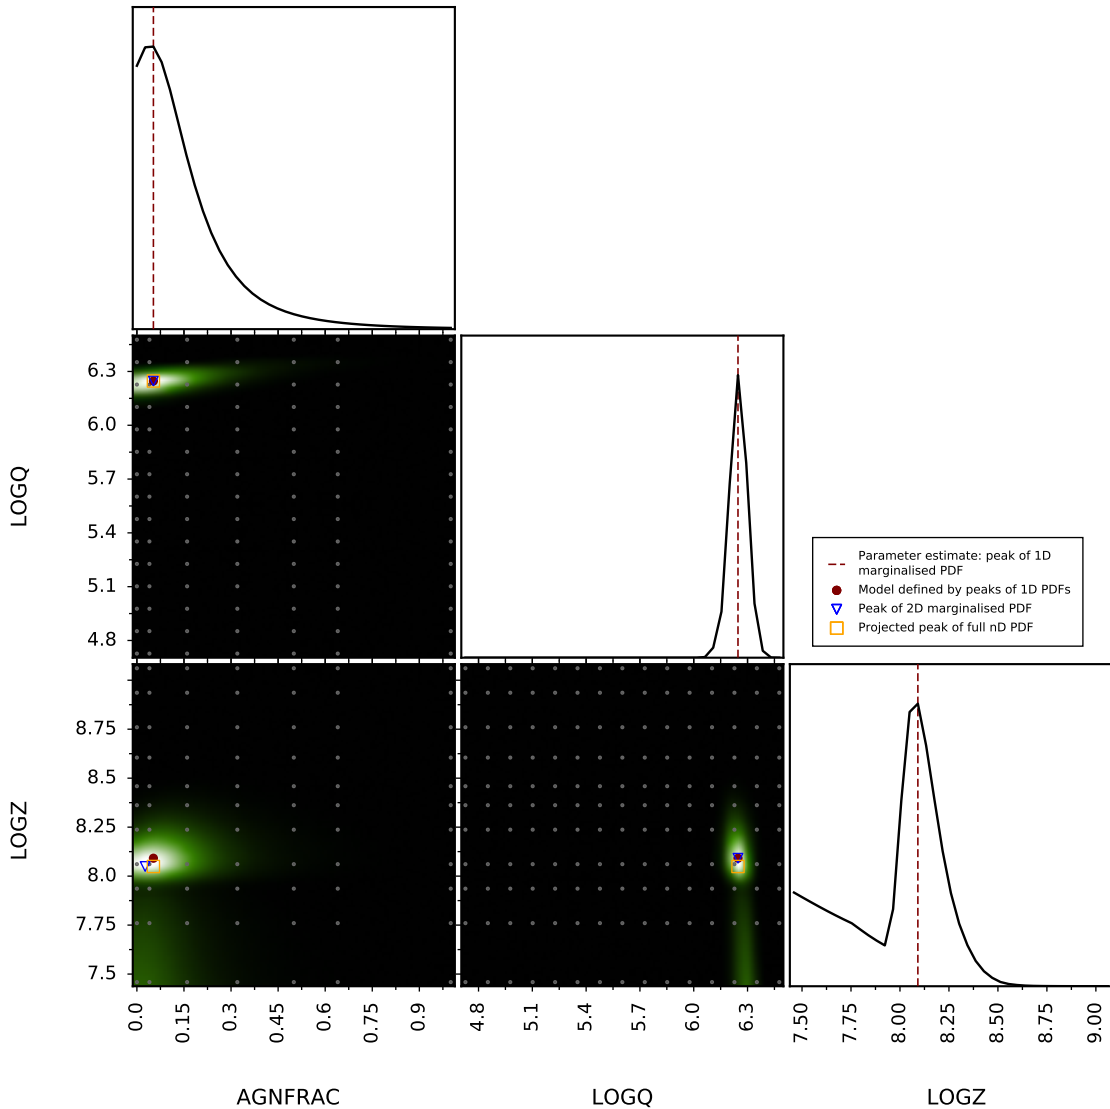 6.3
6.0
5.7
5.4
5.1
4.8
LOGQ
Parameter estimate: peak of 1D
marginalised PDF
Model defined by peaks of 1D PDFs
Peak of 2D marginalised PDF
Projected peak of full nD PDF
8.75
8.5
8.25
8.0
7.75
7.5
LOGZ
0.0 0.15 0.3 0.45 0.6 0.75 0.9
4.8 5.1 5.4 5.7 6.0 6.3
7.50 7.75 8.00 8.25 8.50 8.75 9.00
AGNFRAC LOGQ LOGZ